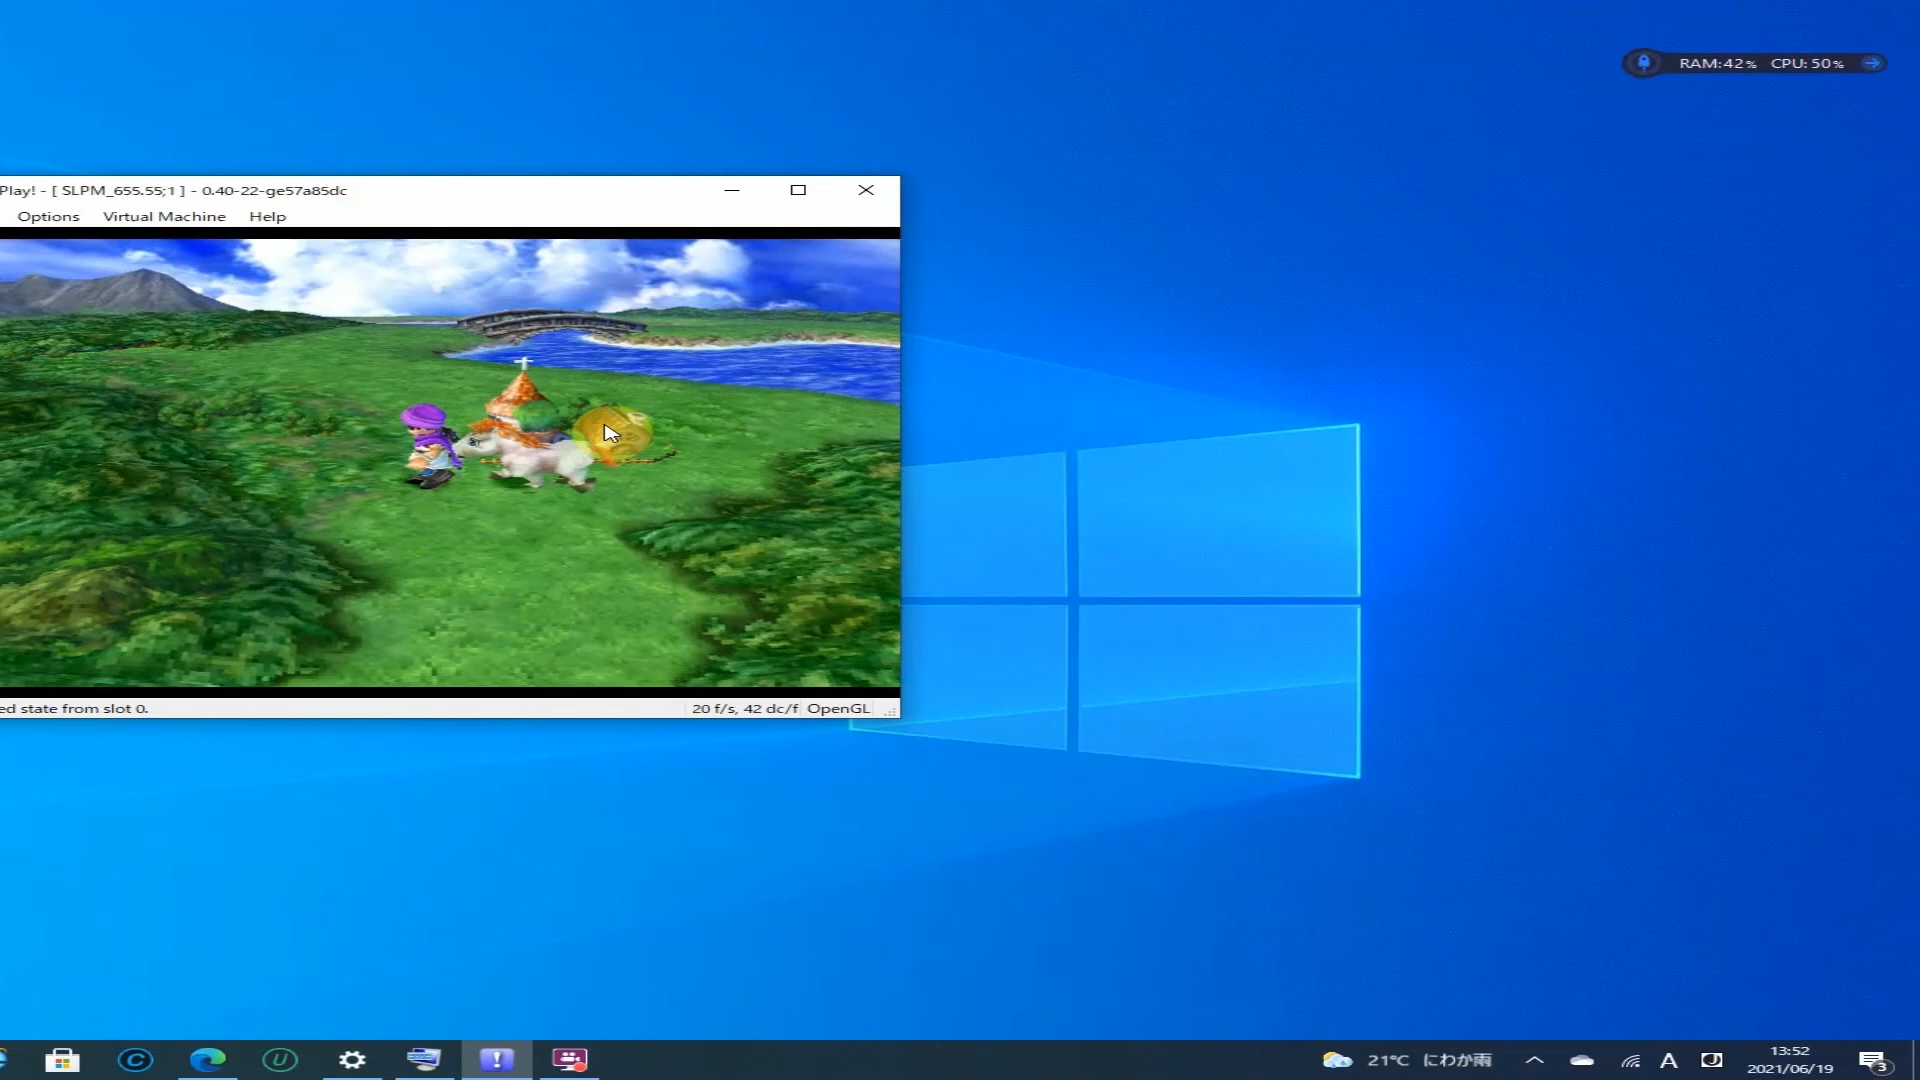 RAM:42% CPU:50%
Play! - [ SLPM_655.55;1 ] - 0.40-22-ge57a85dc
Options Virtual Machine Help
ed state from slot 0. 20 f/s, 42 dc/f OpenGL
21℃ にわか雨 A 13:52
2021/06/19 3